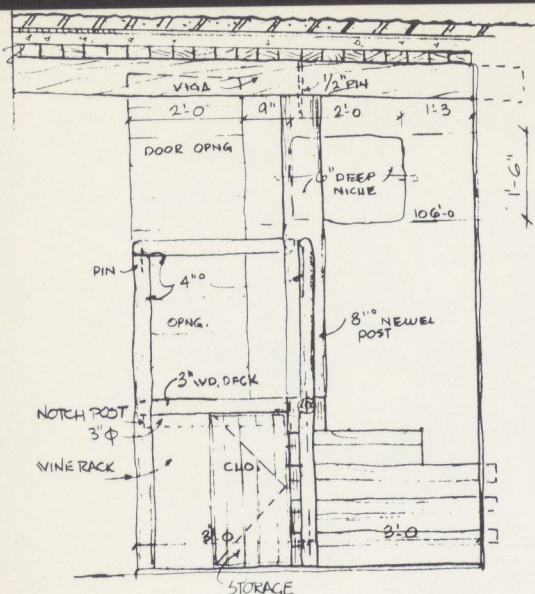 VIGA
1/2" PIN
2'-0
9"
2'-0
1'-3
DOOR OPNG
6" DEEP
NICHE
1'-6"
106'-0
PIN
4"°
OPNG.
8"° NEWEL
POST
3" WD. DECK
NOTCH POST
3"Φ
WINE RACK
CLO.
3'-0
3'-0
STORAGE